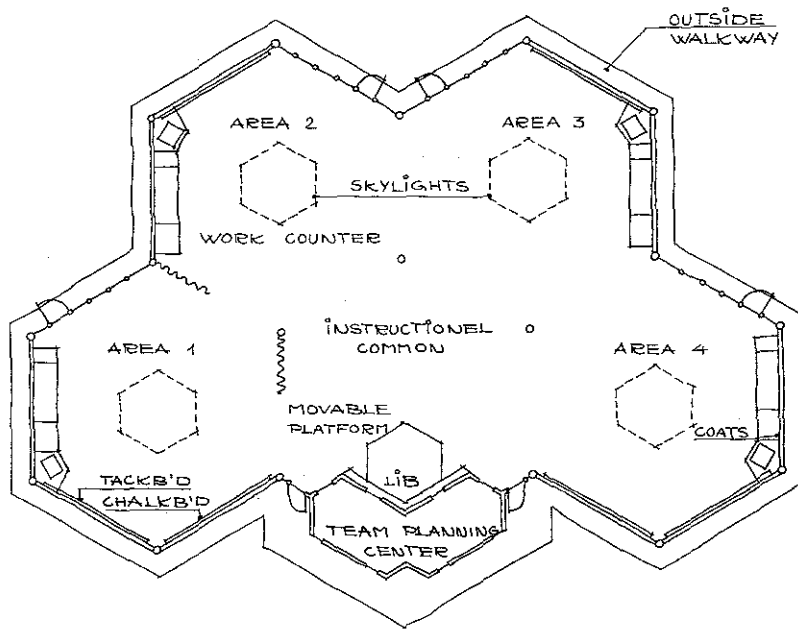 OUTSIDE
WALKWAY
AREA 2
AREA 3
SKYLIGHTS
WORK COUNTER
INSTRUCTIONEL
COMMON
AREA 1
AREA 4
MOVABLE
PLATFORM
COATS
LIB
TACKB'D
CHALKB'D
TEAM PLANNING
CENTER